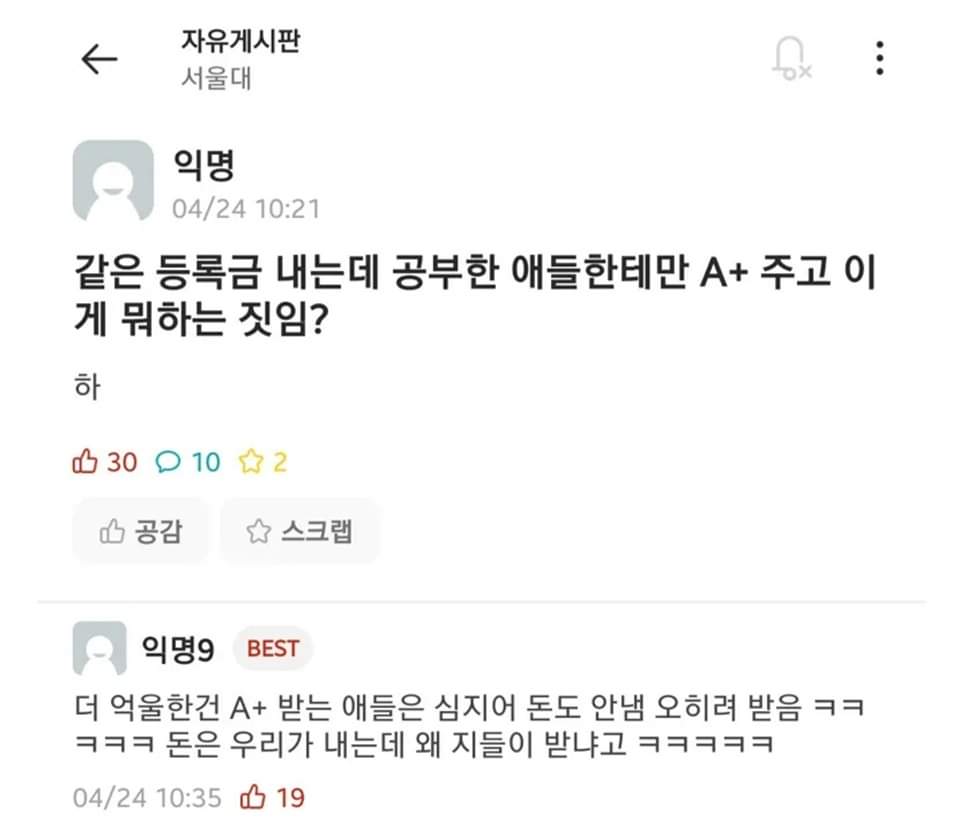 자유게시판
서울대
익명
04/24 10:21
같은 등록금 내는데 공부한 애들한테만 A+ 주고 이
게 뭐하는 짓임?
하
30 10 2
공감 스크랩
익명9 BEST
더 억울한건 A+ 받는 애들은 심지어 돈도 안냄 오히려 받음 ㅋㅋ
ㅋㅋㅋㅋ 돈은 우리가 내는데 왜 지들이 받냐고 ㅋㅋㅋㅋㅋ
04/24 10:35 19